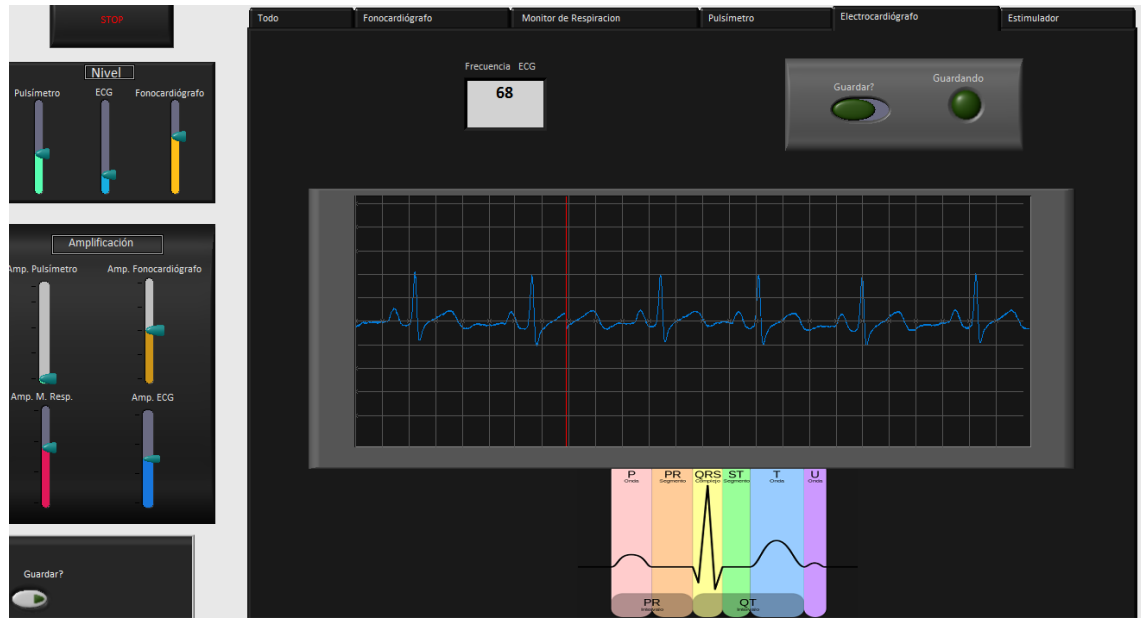 STOP
Todo
Fonocardiógrafo
Monitor de Respiracion
Pulsímetro
Electrocardiógrafo
Estimulador
Nivel
Pulsímetro
ECG
Fonocardiógrafo
Frecuencia ECG
68
Guardar?
Guardando
Amplificación
Amp. Pulsímetro
Amp. Fonocardiógrafo
Amp. M. Resp.
Amp. ECG
Guardar?
P
Onda
PR
Segmento
QRS
Complejo
ST
Segmento
T
Onda
U
Onda
PR
Intervalo
QT
Intervalo